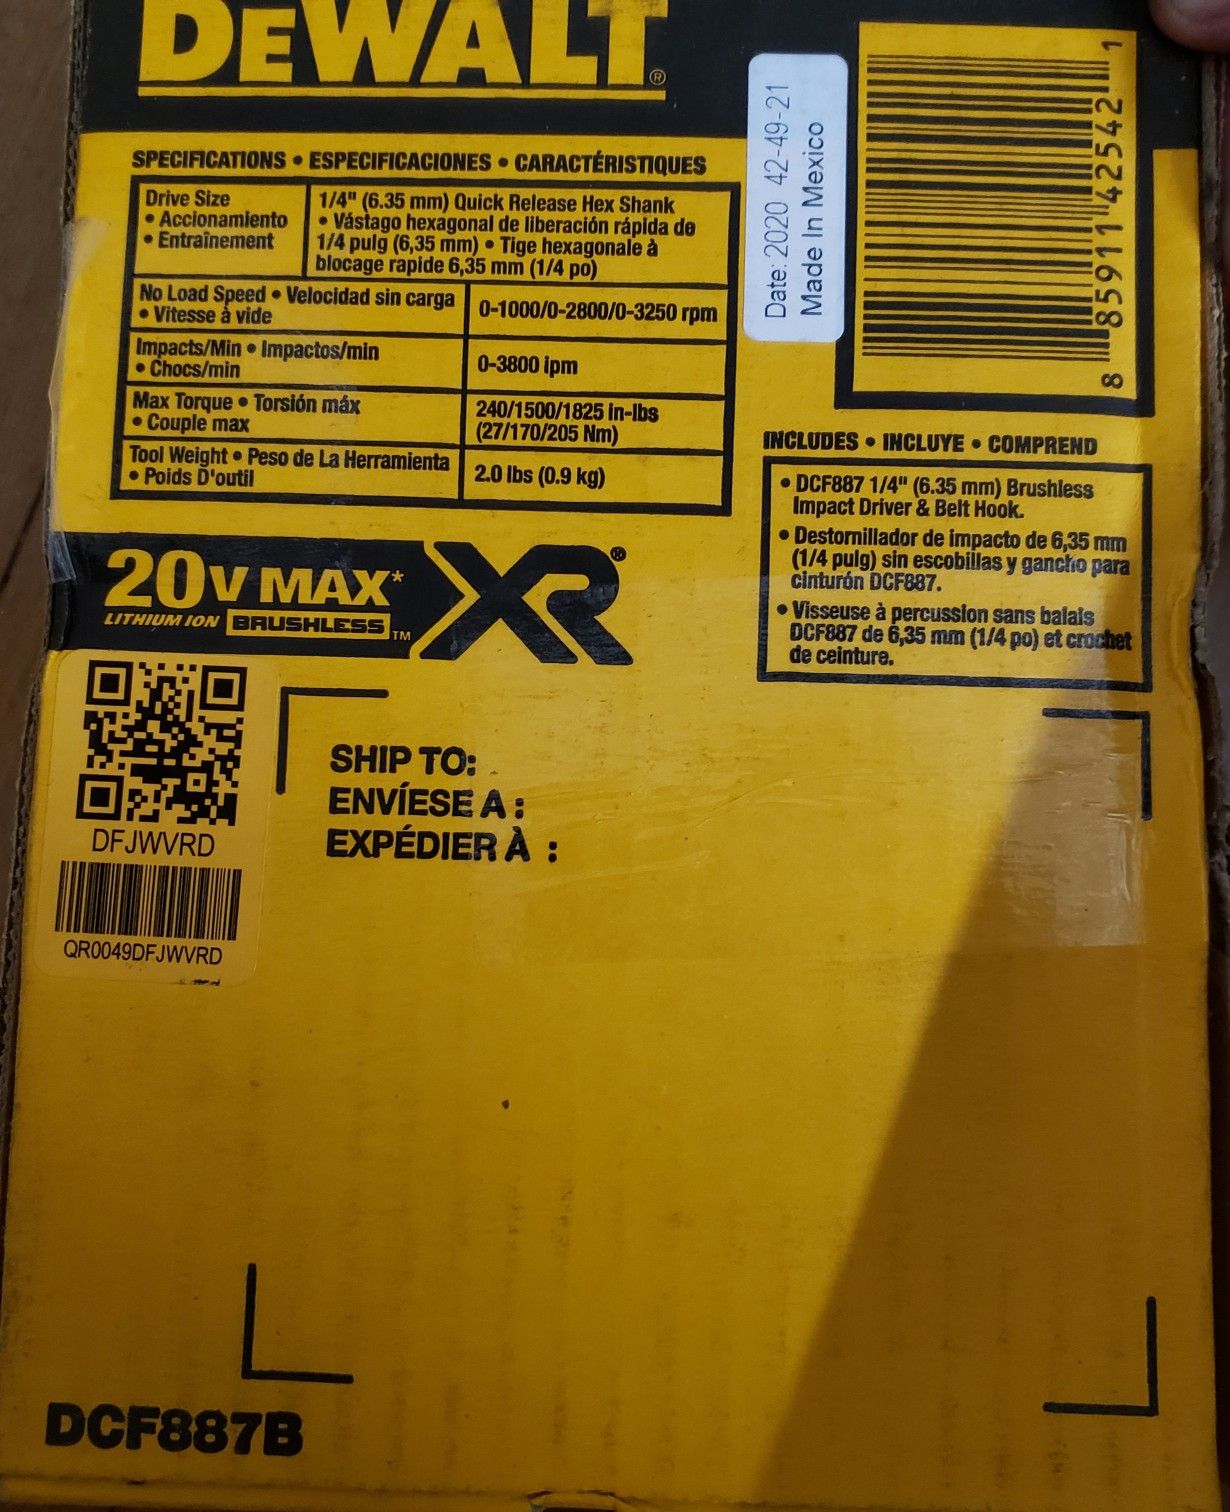 DEWALT®
SPECIFICATIONS • ESPECIFICACIONES • CARACTÉRISTIQUES
Drive Size
• Accionamiento
• Entraînement
1/4" (6.35 mm) Quick Release Hex Shank
• Vástago hexagonal de liberación rápida de
1/4 pulg (6,35 mm) • Tige hexagonale à
blocage rapide 6,35 mm (1/4 po)
No Load Speed • Velocidad sin carga
• Vitesse à vide
0-1000/0-2800/0-3250 rpm
Impacts/Min • Impactos/min
• Chocs/min
0-3800 ipm
Max Torque • Torsión máx
• Couple max
240/1500/1825 in-lbs
(27/170/205 Nm)
Tool Weight • Peso de La Herramienta
• Poids D'outil
2.0 lbs (0.9 kg)
Date: 2020 42-49-21
Made In Mexico
8 85911 42542 1
INCLUDES • INCLUYE • COMPREND
• DCF887 1/4" (6.35 mm) Brushless
Impact Driver & Belt Hook.
• Destornillador de impacto de 6,35 mm
(1/4 pulg) sin escobillas y gancho para
cinturón DCF887.
• Visseuse à percussion sans balais
DCF887 de 6,35 mm (1/4 po) et crochet
de ceinture.
20V MAX*
LITHIUM ION BRUSHLESS™
XR®
DFJWVRD
QR0049DFJWVRD
SHIP TO:
ENVÍESE A :
EXPÉDIER À :
DCF887B